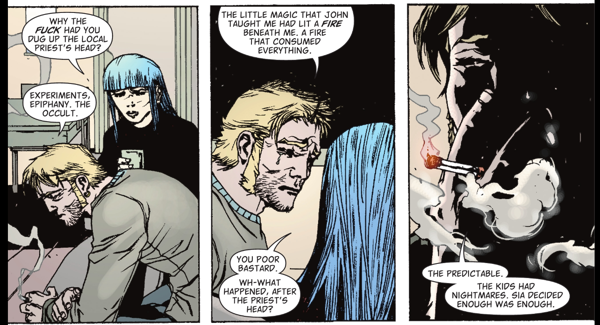 WHY THE
FUCK HAD YOU
DUG UP THE LOCAL
PRIEST'S HEAD?
EXPERIMENTS,
EPIPHANY. THE
OCCULT.
THE LITTLE MAGIC THAT JOHN
TAUGHT ME HAD LIT A FIRE
BENEATH ME. A FIRE
THAT CONSUMED
EVERYTHING.
YOU POOR
BASTARD.
WH-WHAT
HAPPENED, AFTER
THE PRIEST'S
HEAD?
THE PREDICTABLE.
THE KIDS HAD
NIGHTMARES. SIA DECIDED
ENOUGH WAS ENOUGH.